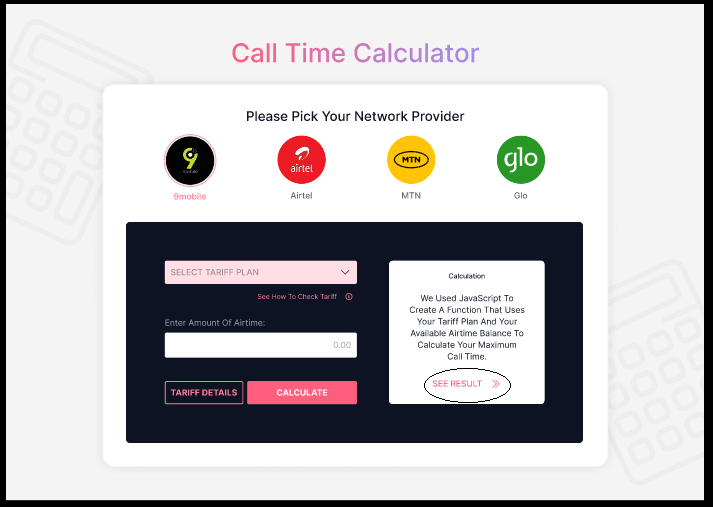 Call Time Calculator
Please Pick Your Network Provider
9mobile
airtel
MTN
glo
9mobile
Airtel
MTN
Glo
SELECT TARIFF PLAN
See How To Check Tariff
Enter Amount Of Airtime:
0.00
TARIFF DETAILS
CALCULATE
Calculation
We Used JavaScript To
Create A Function That Uses
Your Tariff Plan And Your
Available Airtime Balance To
Calculate Your Maximum
Call Time.
SEE RESULT